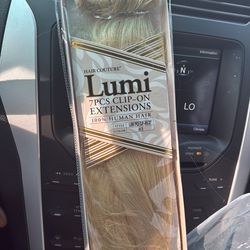 HAIR COUTURE
Lumi
7PCS CLIP-ON
EXTENSIONS
100% HUMAN HAIR
N
LO